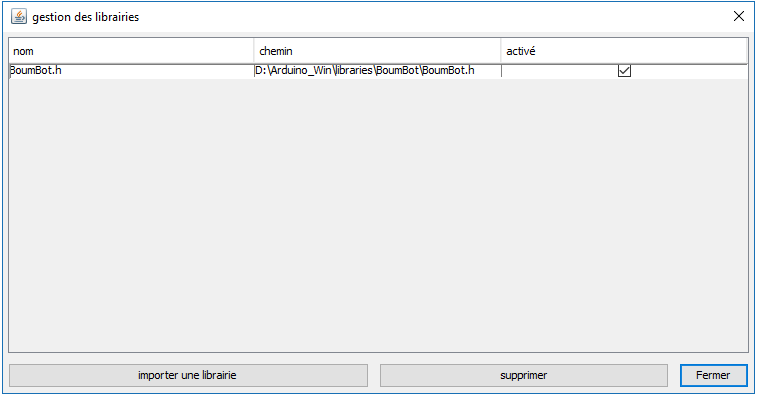 gestion des librairies
nom chemin activé
BoumBot.h D:\Arduino_Win\libraries\BoumBot\BoumBot.h
importer une librairie supprimer Fermer